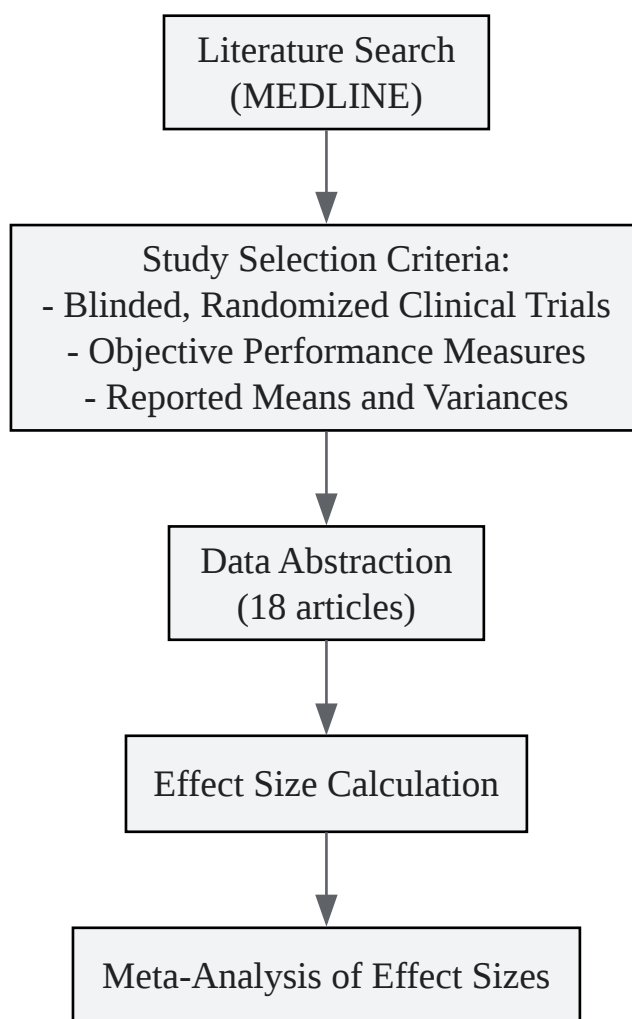 Literature Search
(MEDLINE)
Study Selection Criteria:
- Blinded, Randomized Clinical Trials
- Objective Performance Measures
- Reported Means and Variances
Data Abstraction
(18 articles)
Effect Size Calculation
Meta-Analysis of Effect Sizes